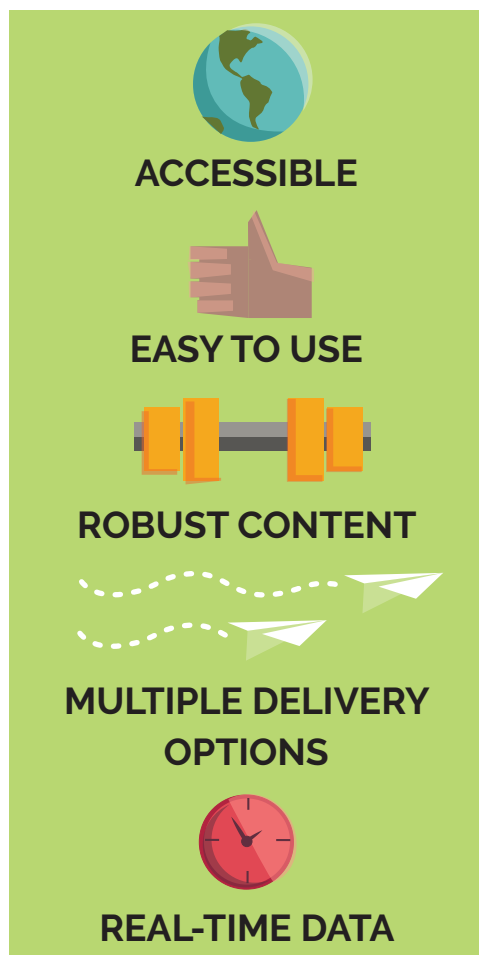 ACCESSIBLE
EASY TO USE
ROBUST CONTENT
MULTIPLE DELIVERY
OPTIONS
REAL-TIME DATA